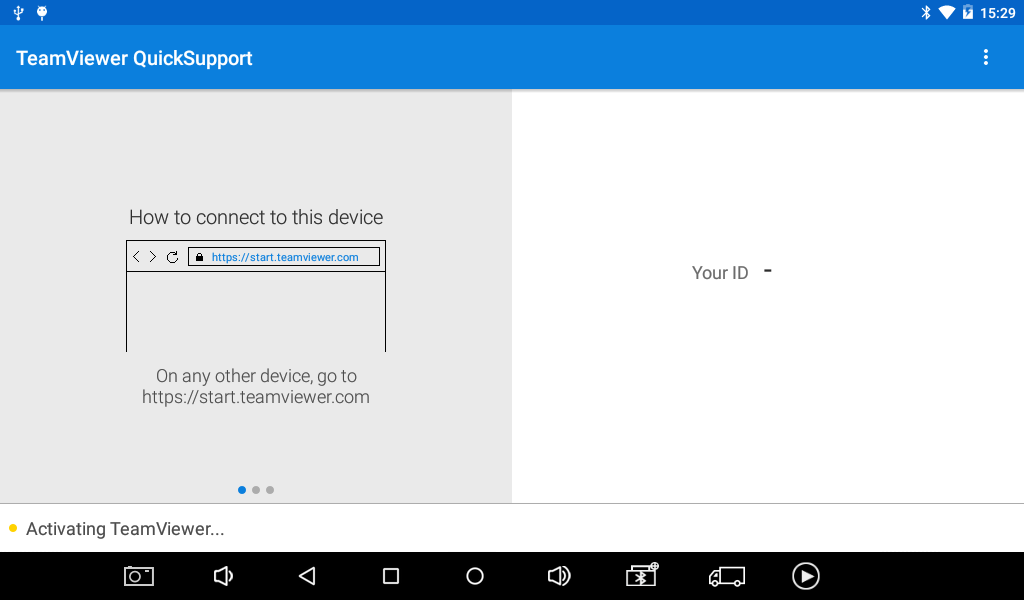 15:29
TeamViewer QuickSupport
How to connect to this device
https://start.teamviewer.com
On any other device, go to
https://start.teamviewer.com
Your ID -
Activating TeamViewer...